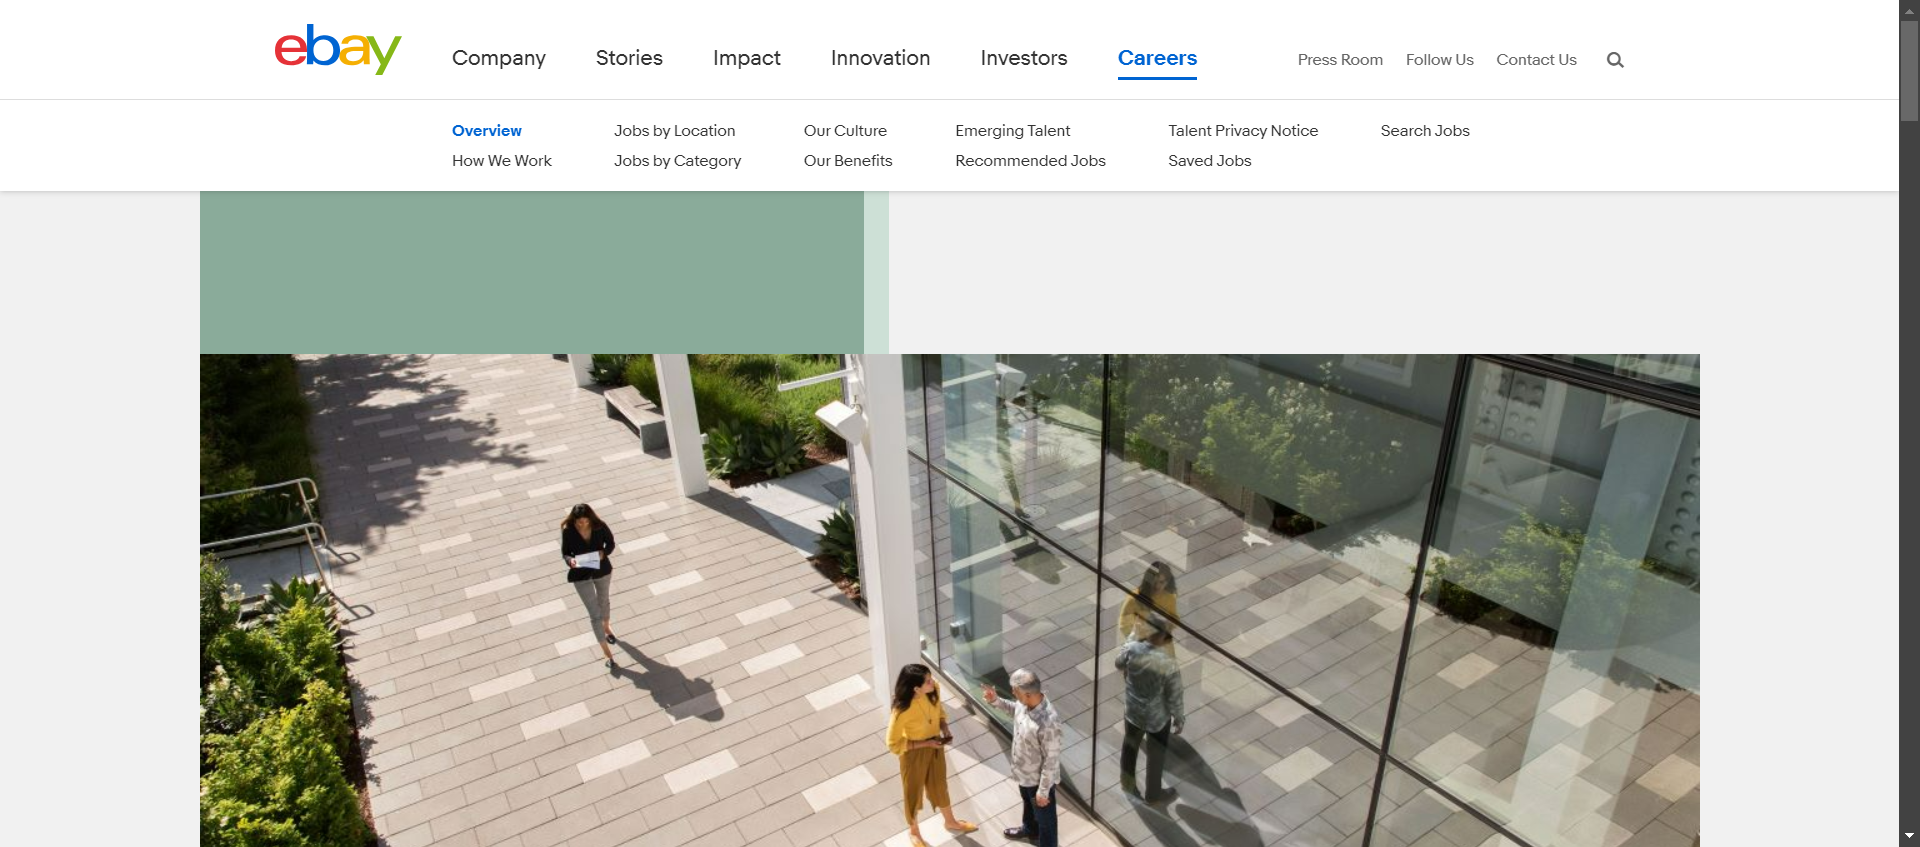 ebay
Company Stories Impact Innovation Investors Careers Press Room Follow Us Contact Us
Overview Jobs by Location Our Culture Emerging Talent Talent Privacy Notice Search Jobs
How We Work Jobs by Category Our Benefits Recommended Jobs Saved Jobs